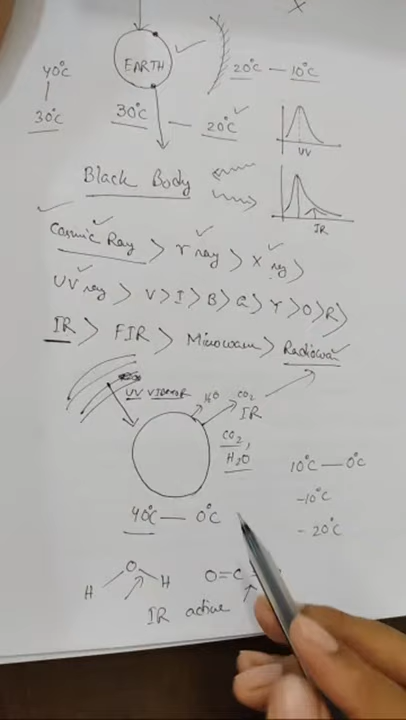 EARTH
20°C — 10°C
40°C
30°C
30°C — 20°C
UV
Black Body
IR
Cosmic Ray > γ ray > X ray >
UV ray > V > I > B > G > Y > O > R >
IR > FIR > Microwave > Radiowave
UV VIBGYOR
H2O
CO2
IR
CO2,
H2O
10°C — 0°C
-10°C
-20°C
40°C — 0°C
O
H H
O=C
IR active